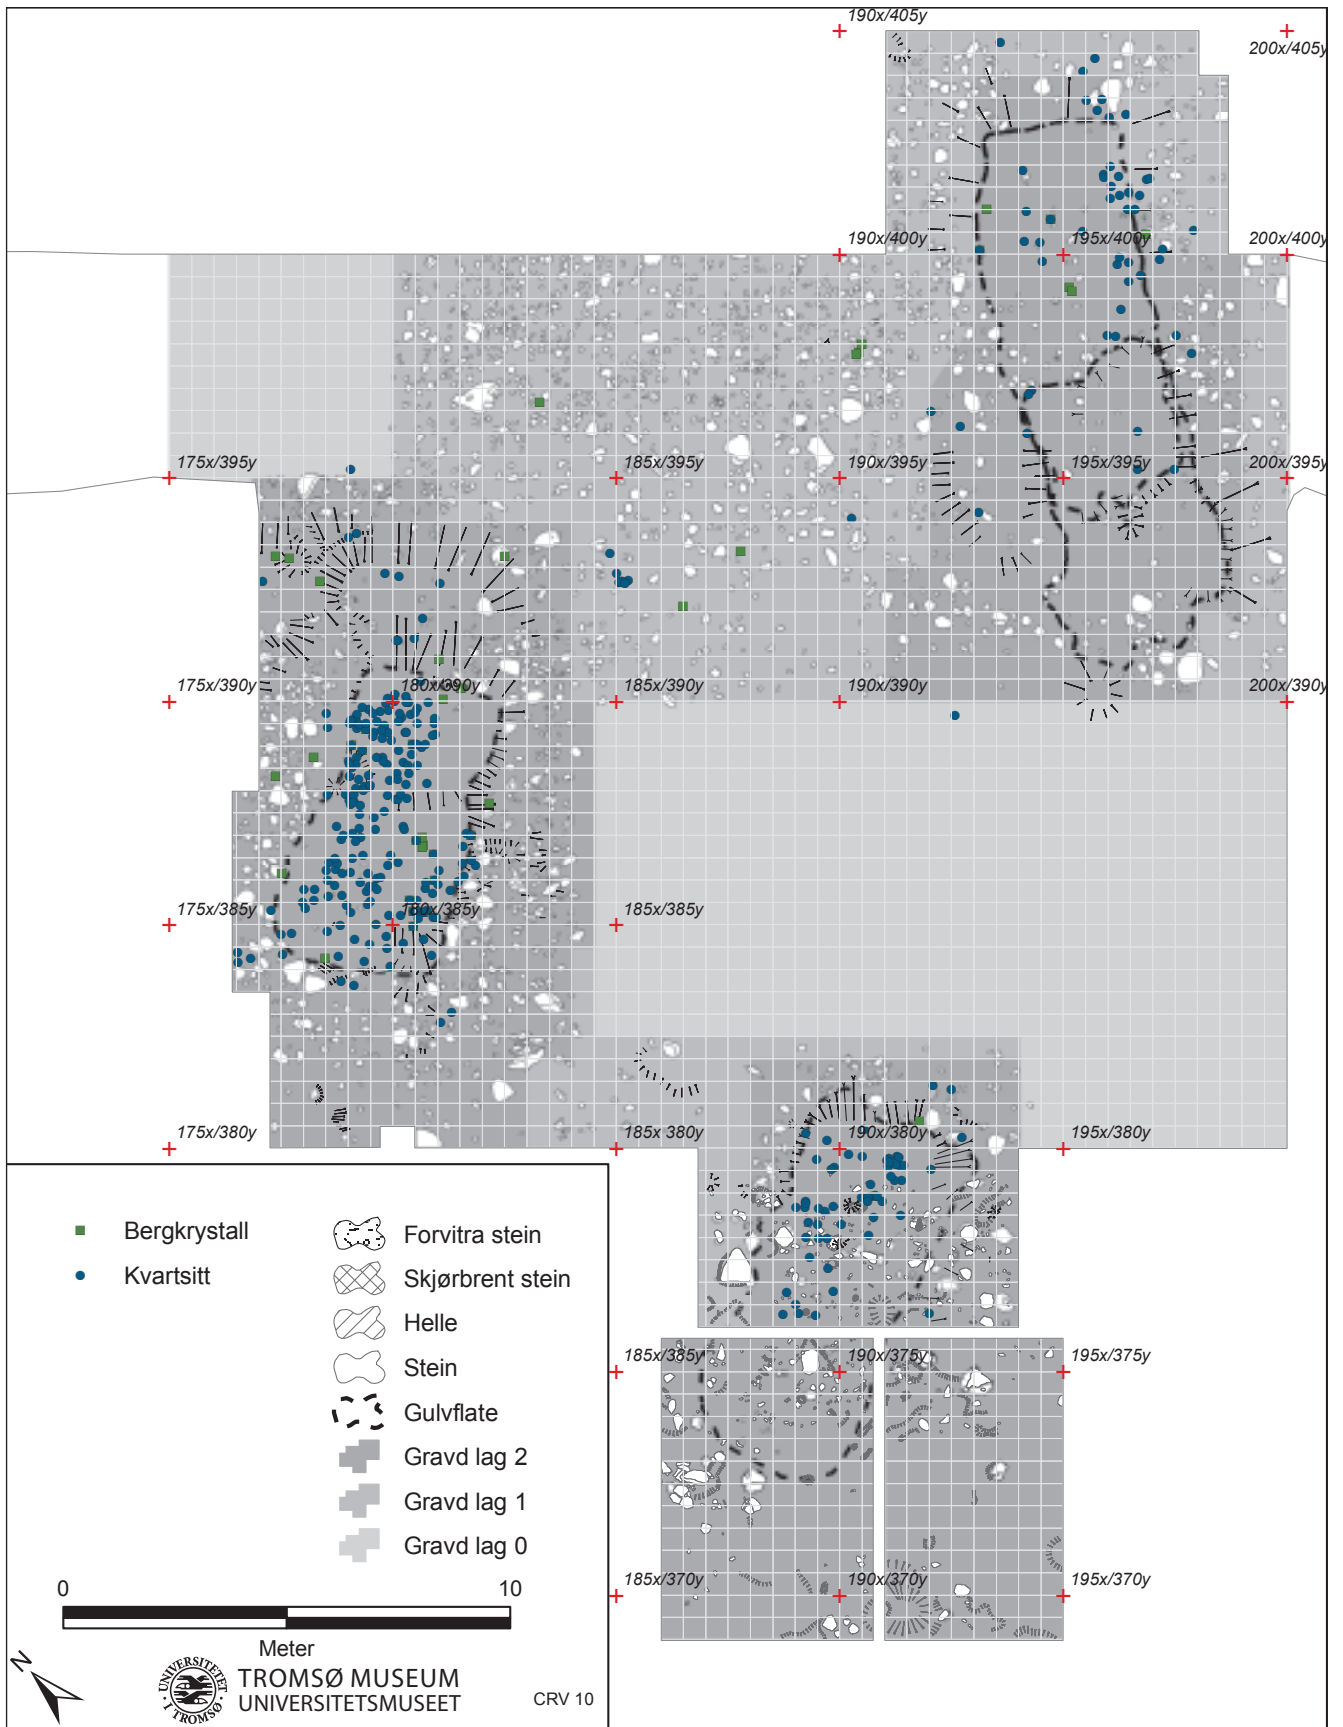 190x/405y
200x/405y
190x/400y
195x/400y
200x/400y
175x/395y
185x/395y
190x/395y
195x/395y
200x/395y
175x/390y
180x/390y
185x/390y
190x/390y
200x/390y
175x/385y
180x/385y
185x/385y
175x/380y
185x 380y
190x/380y
195x/380y
185x/385y
190x/375y
195x/375y
185x/370y
190x/370y
195x/370y
Bergkrystall
Kvartsitt
Forvitra stein
Skjørbrent stein
Helle
Stein
Gulvflate
Gravd lag 2
Gravd lag 1
Gravd lag 0
0 10
Meter
N
UNIVERSITETET I TROMSØ
TROMSØ MUSEUM
UNIVERSITETSMUSEET
CRV 10